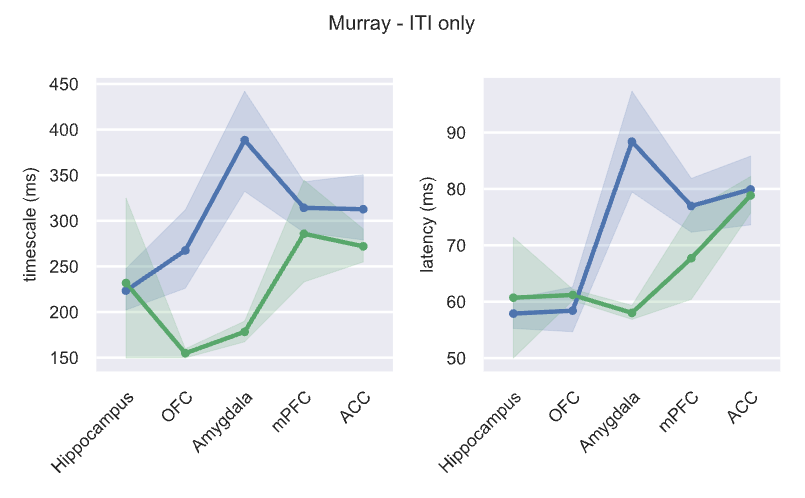 Murray - ITI only
timescale (ms)
450
400
350
300
250
200
150
Hippocampus
OFC
Amygdala
mPFC
ACC
latency (ms)
90
80
70
60
50
Hippocampus
OFC
Amygdala
mPFC
ACC